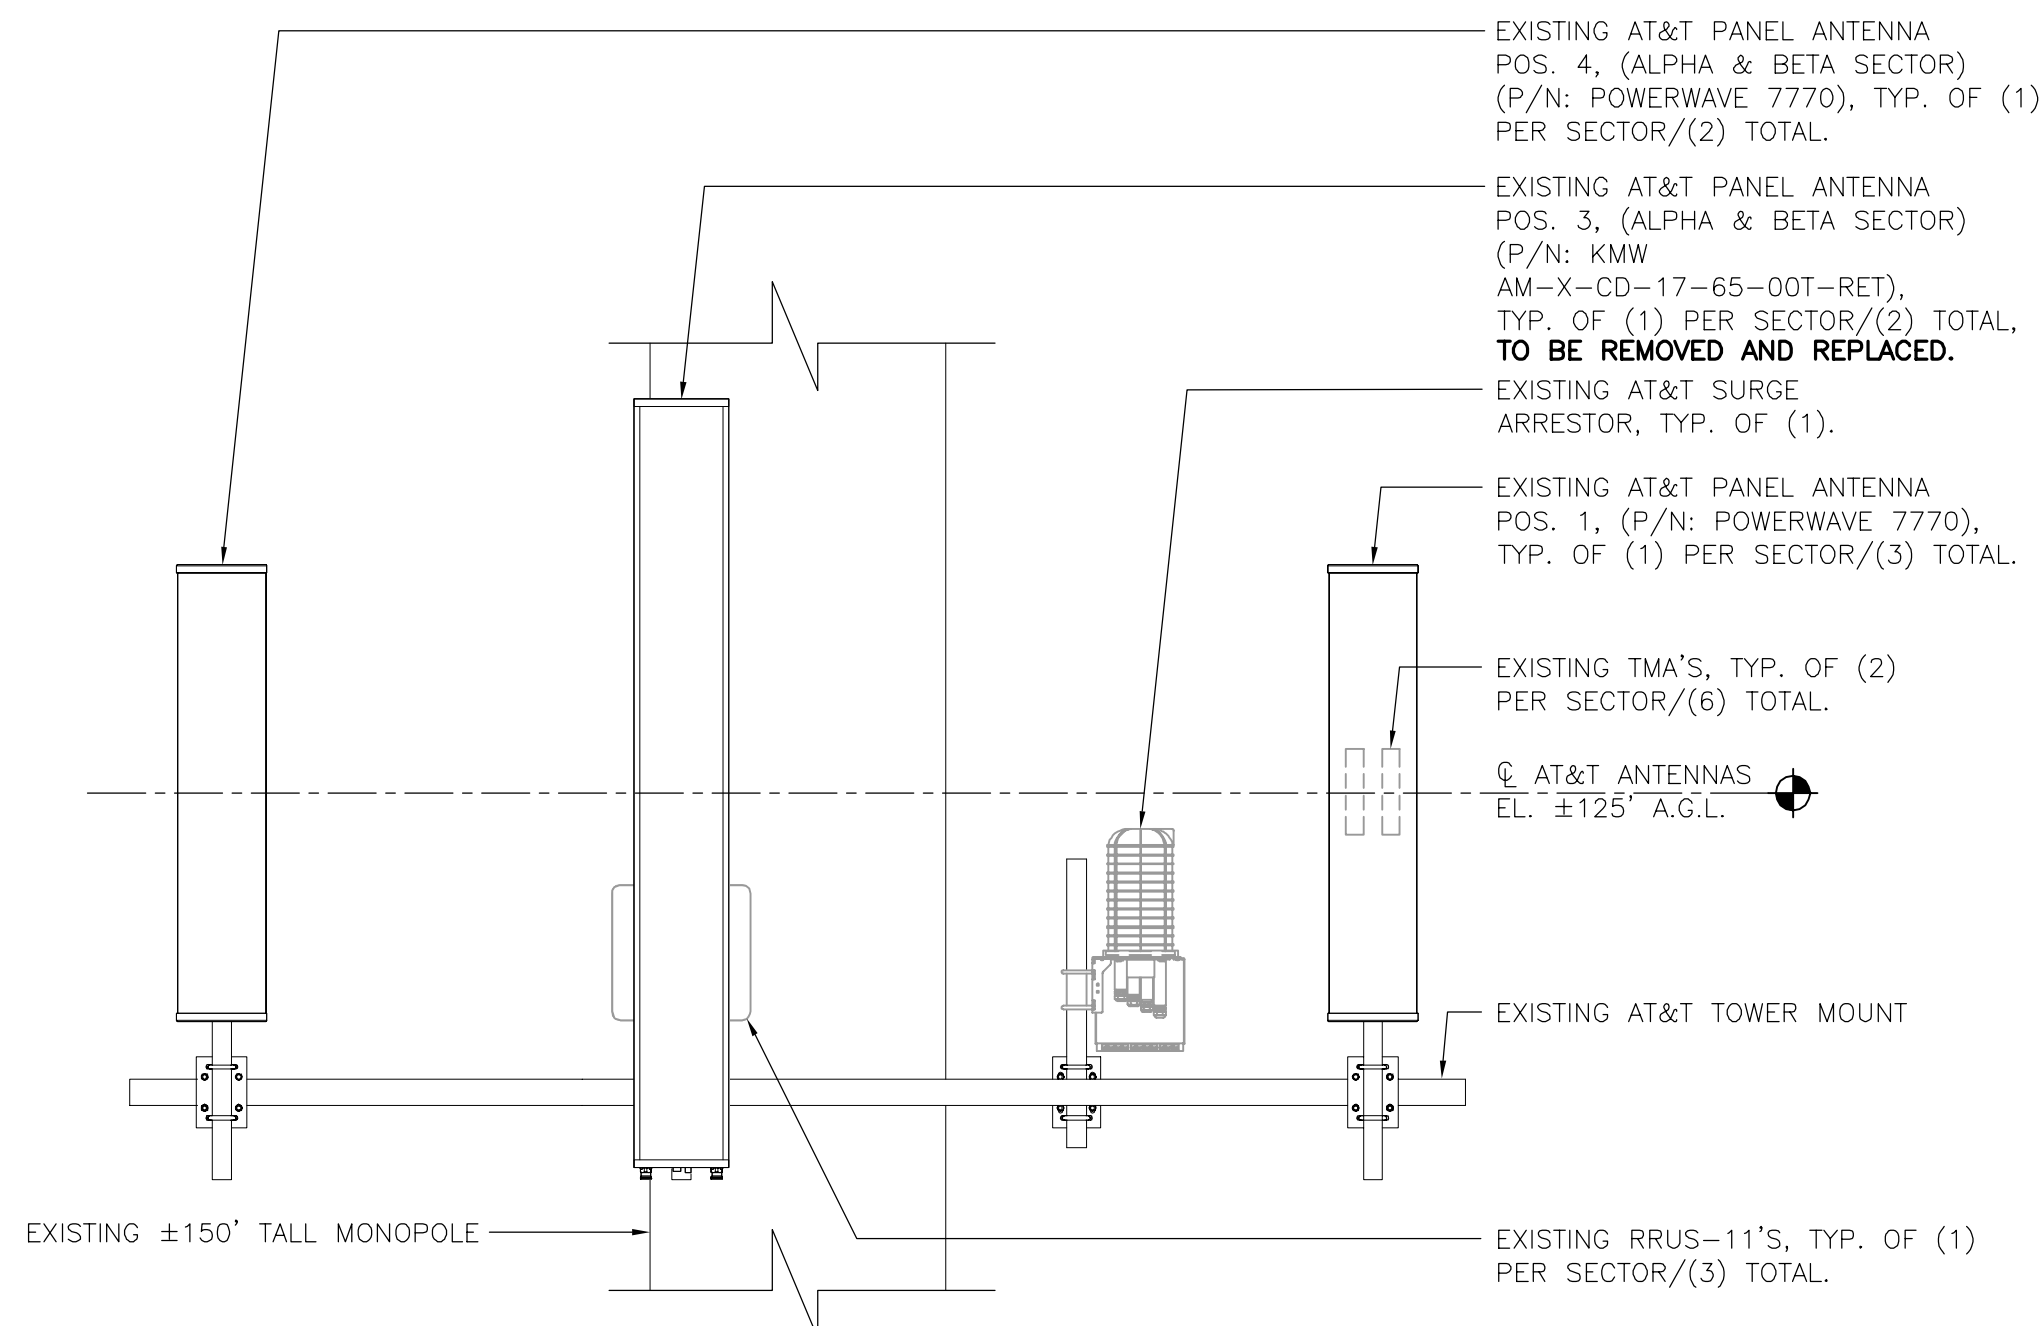 EXISTING AT&T PANEL ANTENNA
POS. 4, (ALPHA & BETA SECTOR)
(P/N: POWERWAVE 7770), TYP. OF (1)
PER SECTOR/(2) TOTAL.
EXISTING AT&T PANEL ANTENNA
POS. 3, (ALPHA & BETA SECTOR)
(P/N: KMW
AM-X-CD-17-65-00T-RET),
TYP. OF (1) PER SECTOR/(2) TOTAL,
TO BE REMOVED AND REPLACED.
EXISTING AT&T SURGE
ARRESTOR, TYP. OF (1).
EXISTING AT&T PANEL ANTENNA
POS. 1, (P/N: POWERWAVE 7770),
TYP. OF (1) PER SECTOR/(3) TOTAL.
EXISTING TMA'S, TYP. OF (2)
PER SECTOR/(6) TOTAL.
℄ AT&T ANTENNAS
EL. ±125' A.G.L.
EXISTING AT&T TOWER MOUNT
EXISTING ±150' TALL MONOPOLE
EXISTING RRUS-11'S, TYP. OF (1)
PER SECTOR/(3) TOTAL.